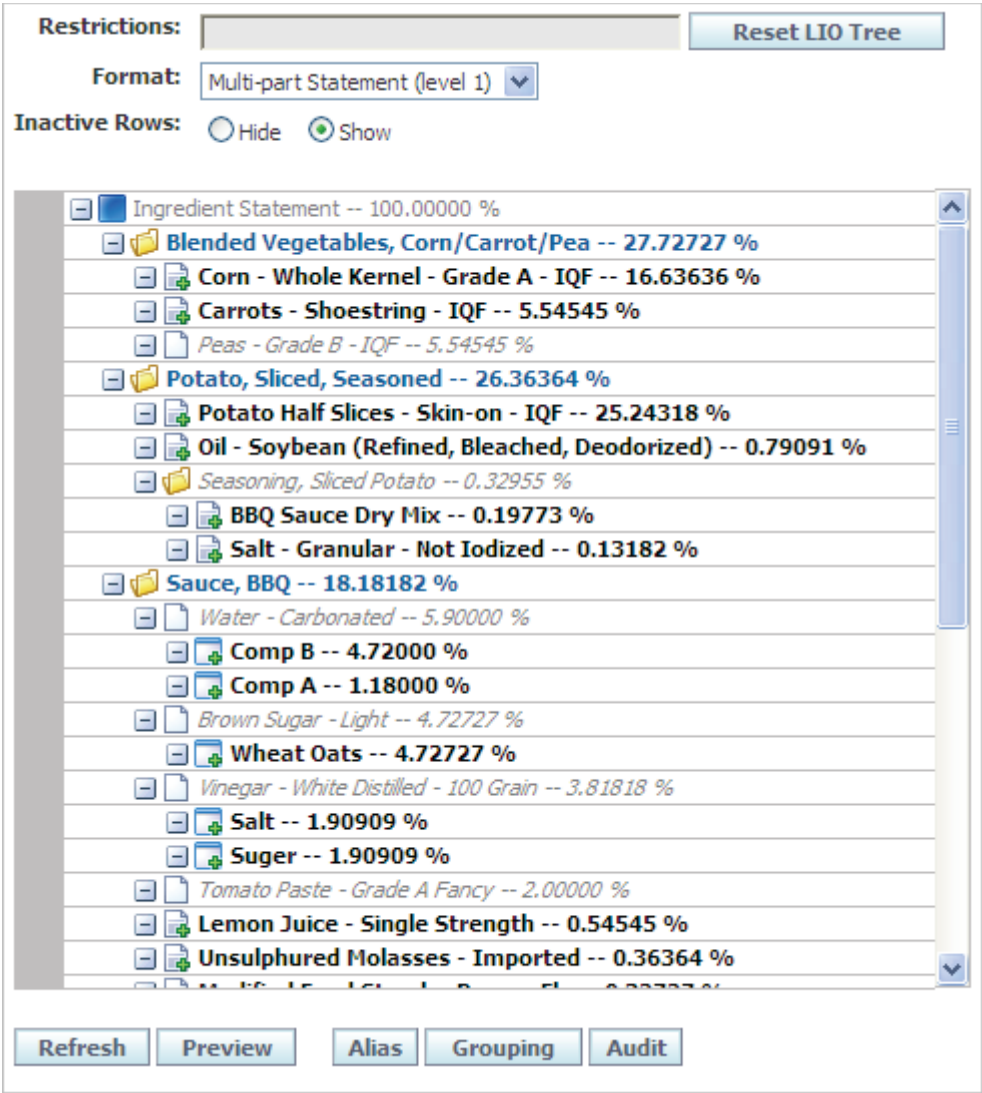 Restrictions:
Reset LIO Tree
Format: Multi-part Statement (level 1)
Inactive Rows: Hide Show
Ingredient Statement -- 100.00000 %
Blended Vegetables, Corn/Carrot/Pea -- 27.72727 %
Corn - Whole Kernel - Grade A - IQF -- 16.63636 %
Carrots - Shoestring - IQF -- 5.54545 %
Peas - Grade B - IQF -- 5.54545 %
Potato, Sliced, Seasoned -- 26.36364 %
Potato Half Slices - Skin-on - IQF -- 25.24318 %
Oil - Soybean (Refined, Bleached, Deodorized) -- 0.79091 %
Seasoning, Sliced Potato -- 0.32955 %
BBQ Sauce Dry Mix -- 0.19773 %
Salt - Granular - Not Iodized -- 0.13182 %
Sauce, BBQ -- 18.18182 %
Water - Carbonated -- 5.90000 %
Comp B -- 4.72000 %
Comp A -- 1.18000 %
Brown Sugar - Light -- 4.72727 %
Wheat Oats -- 4.72727 %
Vinegar - White Distilled - 100 Grain -- 3.81818 %
Salt -- 1.90909 %
Suger -- 1.90909 %
Tomato Paste - Grade A Fancy -- 2.00000 %
Lemon Juice - Single Strength -- 0.54545 %
Unsulphured Molasses - Imported -- 0.36364 %
Refresh Preview Alias Grouping Audit